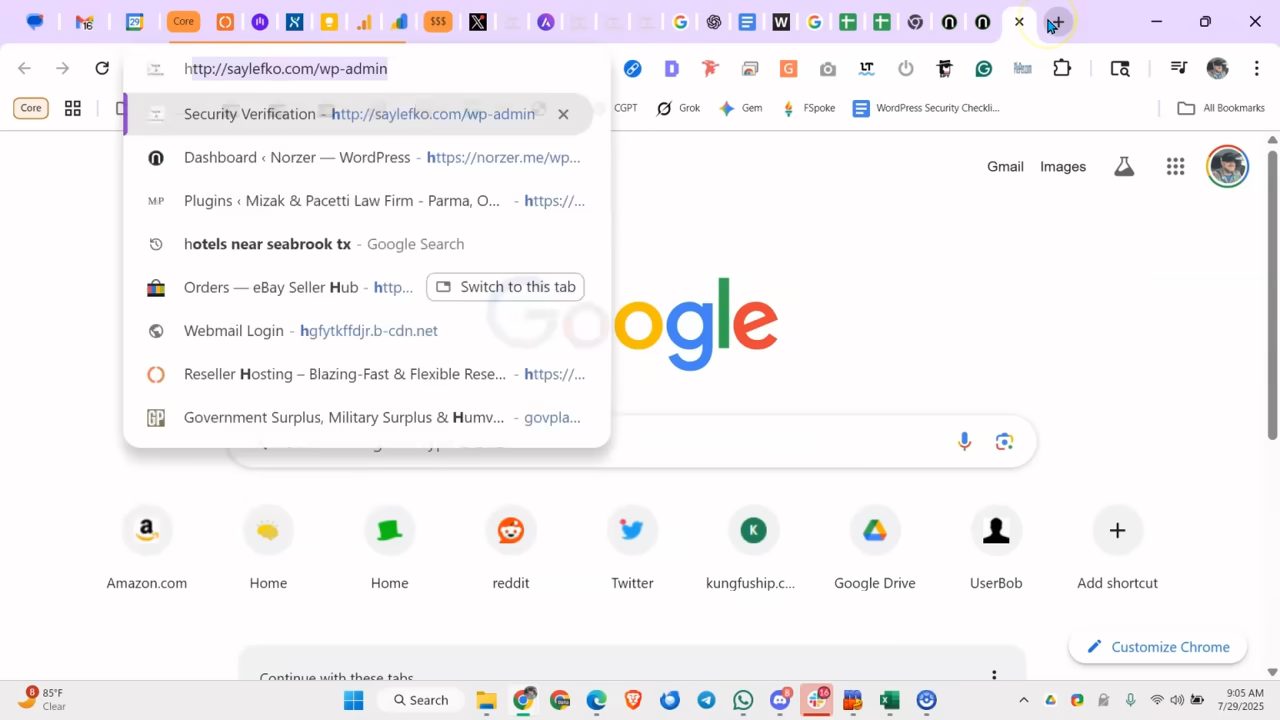 Core
$$$
http://saylefko.com/wp-admin
Core
CGPT
Grok
Gem
FSpoke
WordPress Security Checkli...
All Bookmarks
Security Verification - http://saylefko.com/wp-admin
Dashboard ‹ Norzer — WordPress - https://norzer.me/wp...
Plugins ‹ Mizak & Pacetti Law Firm - Parma, O... - https://...
hotels near seabrook tx - Google Search
Orders — eBay Seller Hub - http...
Switch to this tab
Webmail Login - hgfytkffdjr.b-cdn.net
Reseller Hosting – Blazing-Fast & Flexible Rese... - https://...
Government Surplus, Military Surplus & Humv... - govpla...
Gmail
Images
Google
Amazon.com
Home
Home
reddit
Twitter
kungfuship.c...
Google Drive
UserBob
Add shortcut
Continue with these tabs
Customize Chrome
85°F
Clear
Search
9:05 AM
7/29/2025